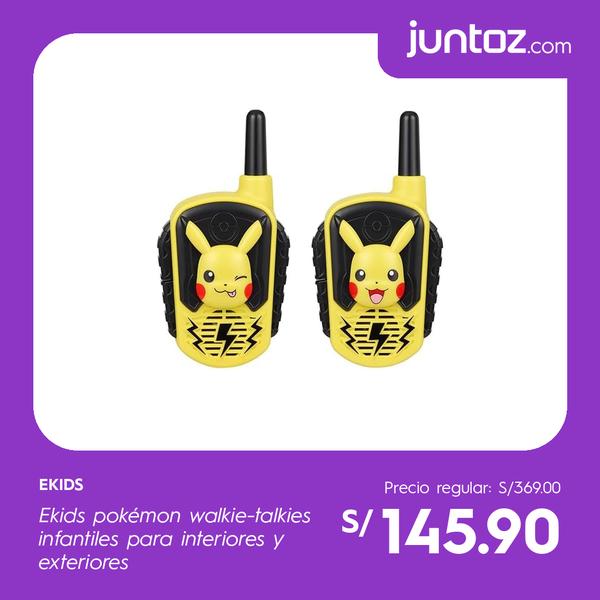 juntoz.com
EKIDS
Ekids pokémon walkie-talkies
infantiles para interiores y
exteriores
Precio regular: S/369.00
S/145.90